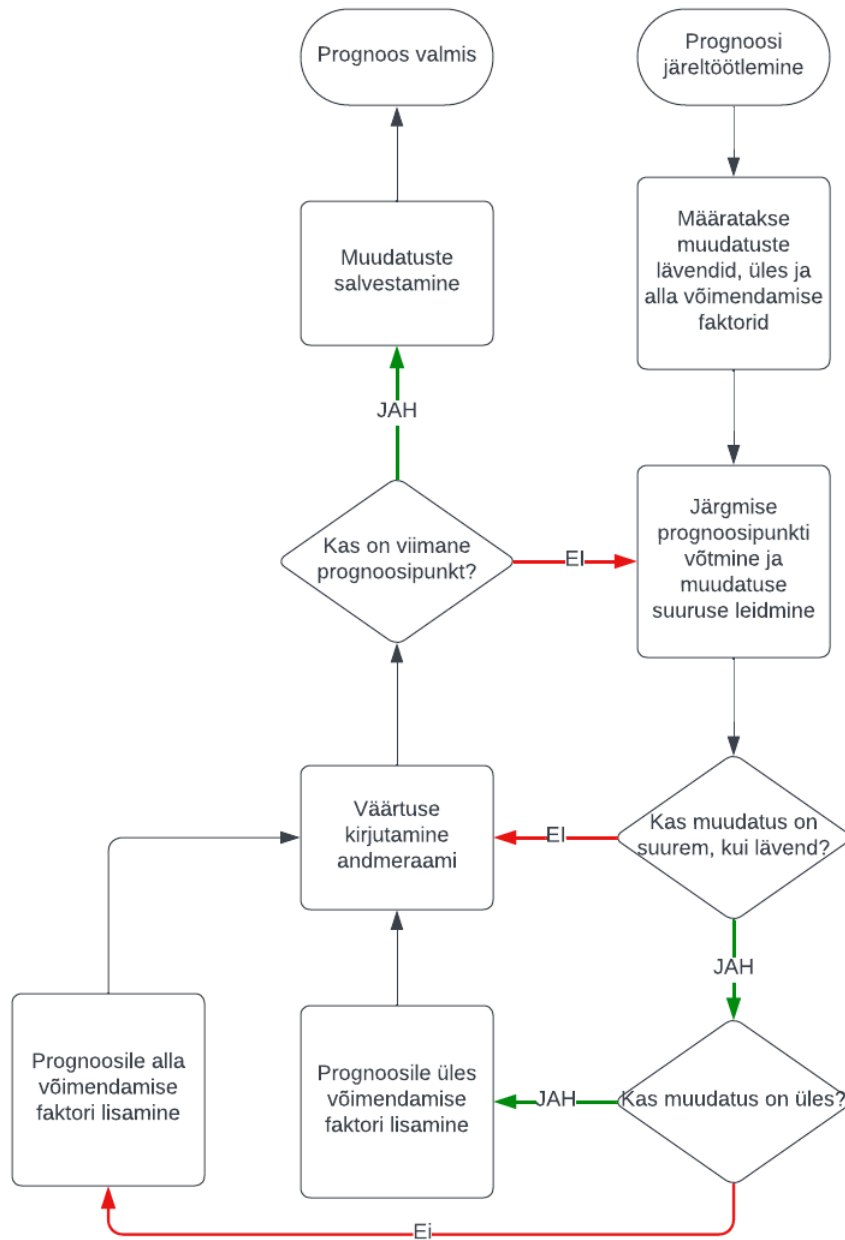 Prognoos valmis
Prognoosi
järeltöötlemine
Muudatuste
salvestamine
Määratakse
muudatuste
lävendid, üles ja
alla võimendamise
faktorid
JAH
Kas on viimane
prognoosipunkt?
EI
Järgmise
prognoosipunkti
võtmine ja
muudatuse
suuruse leidmine
Väärtuse
kirjutamine
andmeraami
EI
Kas muudatus on
suurem, kui lävend?
JAH
Prognoosile alla
võimendamise
faktori lisamine
Prognoosile üles
võimendamise
faktori lisamine
JAH
Kas muudatus on üles?
Ei